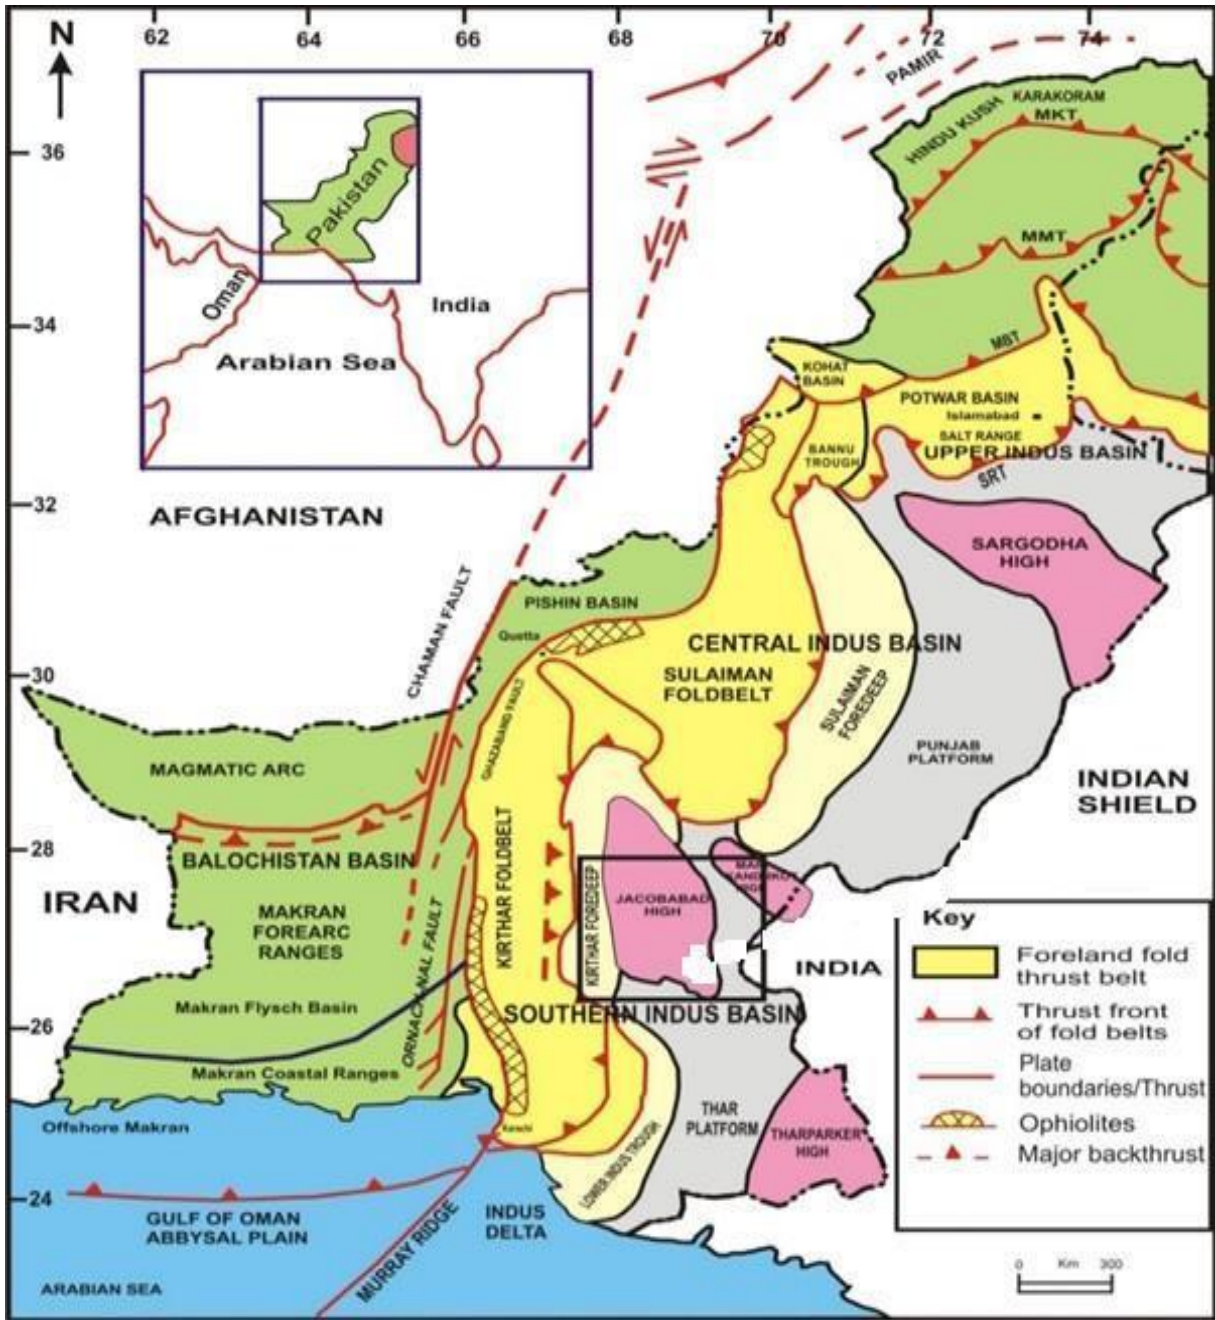 N
62
64
66
68
70
72
74
36
34
32
30
28
26
24
Pakistan
Oman
India
Arabian Sea
PAMIR
HINDU KUSH
KARAKORAM
MKT
MMT
MBT
KOHAT
BASIN
POTWAR BASIN
Islamabad
SALT RANGE
UPPER INDUS BASIN
BANNU
TROUGH
SRT
AFGHANISTAN
SARGODHA
HIGH
CHAMAN FAULT
PISHIN BASIN
Quetta
CENTRAL INDUS BASIN
SULAIMAN
FOLDBELT
SULAIMAN
FOREDEEP
GHAZABAND FAULT
PUNJAB
PLATFORM
INDIAN
SHIELD
MAGMATIC ARC
BALOCHISTAN BASIN
IRAN
MAKRAN
FOREARC
RANGES
KIRTHAR FOLDBELT
KIRTHAR FOREDEEP
JACOBABAD
HIGH
HIGH
INDIA
Makran Flysch Basin
ORNACH-NAL FAULT
SOUTHERN INDUS BASIN
Makran Coastal Ranges
Offshore Makran
Karachi
THAR
PLATFORM
THARPARKER
HIGH
LOWER INDUS TROUGH
GULF OF OMAN
ABBYSAL PLAIN
MURRAY RIDGE
INDUS
DELTA
ARABIAN SEA
Key
Foreland fold
thrust belt
Thrust front
of fold belts
Plate
boundaries/Thrust
Ophiolites
Major backthrust
0 Km 300